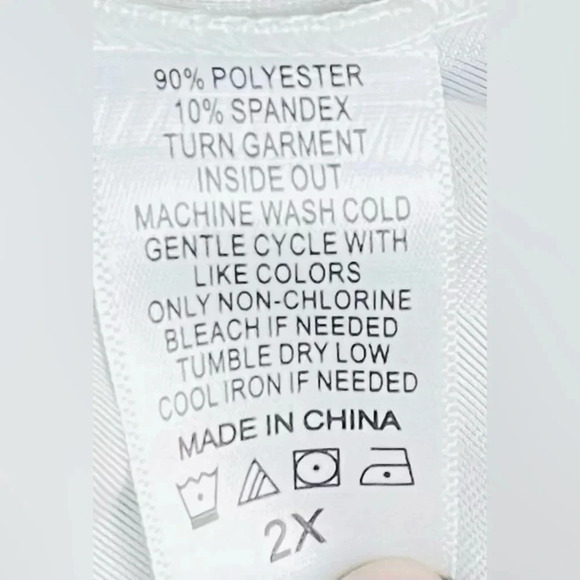 90% POLYESTER
10% SPANDEX
TURN GARMENT
INSIDE OUT
MACHINE WASH COLD
GENTLE CYCLE WITH
LIKE COLORS
ONLY NON-CHLORINE
BLEACH IF NEEDED
TUMBLE DRY LOW
COOL IRON IF NEEDED
MADE IN CHINA
2X